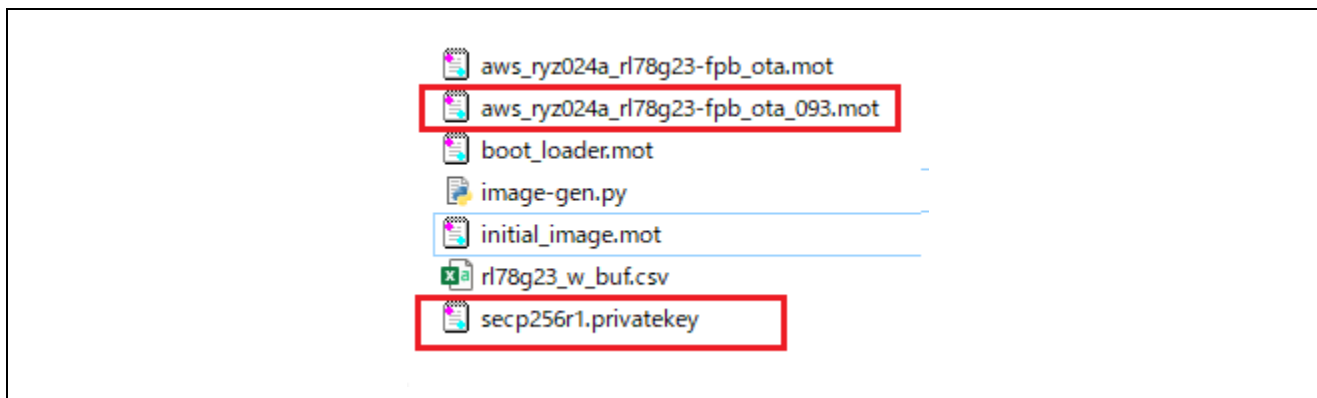 aws_ryz024a_rl78g23-fpb_ota.mot
aws_ryz024a_rl78g23-fpb_ota_093.mot
boot_loader.mot
image-gen.py
initial_image.mot
rl78g23_w_buf.csv
secp256r1.privatekey